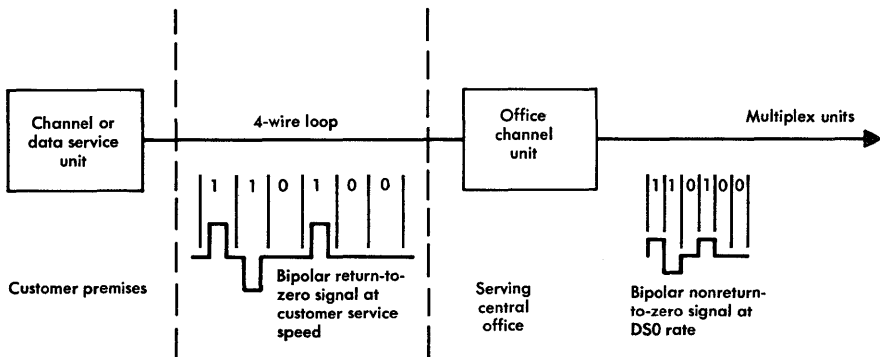 Channel or
data service
unit
4-wire loop
Office
channel
unit
Multiplex units
1 1 0 1 0 0
1 1 0 1 0 0
Customer premises
Bipolar return-to-
zero signal at
customer service
speed
Serving
central
office
Bipolar nonreturn-
to-zero signal at
DS0 rate